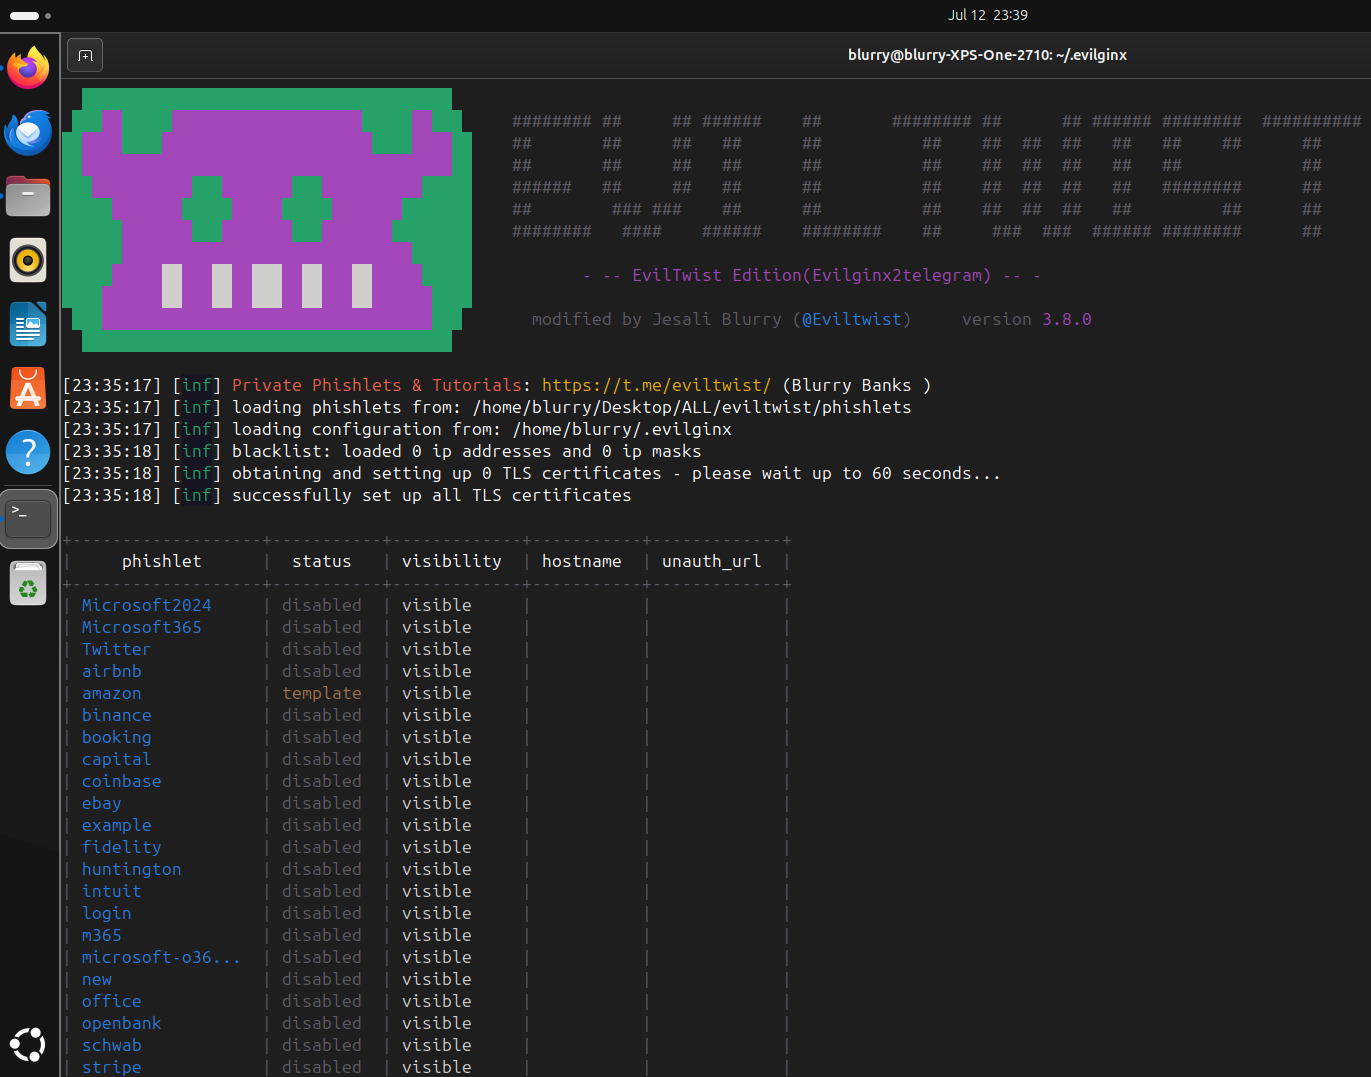 Jul 12 23:39
blurry@blurry-XPS-One-2710: ~/.evilginx
EVILTWIST
- -- EvilTwist Edition(Evilginx2telegram) -- -
modified by Jesali Blurry (@Eviltwist) version 3.8.0
[23:35:17] [inf] Private Phishlets & Tutorials: https://t.me/eviltwist/ (Blurry Banks )
[23:35:17] [inf] loading phishlets from: /home/blurry/Desktop/ALL/eviltwist/phishlets
[23:35:17] [inf] loading configuration from: /home/blurry/.evilginx
[23:35:18] [inf] blacklist: loaded 0 ip addresses and 0 ip masks
[23:35:18] [inf] obtaining and setting up 0 TLS certificates - please wait up to 60 seconds...
[23:35:18] [inf] successfully set up all TLS certificates
| phishlet | status | visibility | hostname | unauth_url |
| Microsoft2024 | disabled | visible | | |
| Microsoft365 | disabled | visible | | |
| Twitter | disabled | visible | | |
| airbnb | disabled | visible | | |
| amazon | template | visible | | |
| binance | disabled | visible | | |
| booking | disabled | visible | | |
| capital | disabled | visible | | |
| coinbase | disabled | visible | | |
| ebay | disabled | visible | | |
| example | disabled | visible | | |
| fidelity | disabled | visible | | |
| huntington | disabled | visible | | |
| intuit | disabled | visible | | |
| login | disabled | visible | | |
| m365 | disabled | visible | | |
| microsoft-o36... | disabled | visible | | |
| new | disabled | visible | | |
| office | disabled | visible | | |
| openbank | disabled | visible | | |
| schwab | disabled | visible | | |
| stripe | disabled | visible | | |